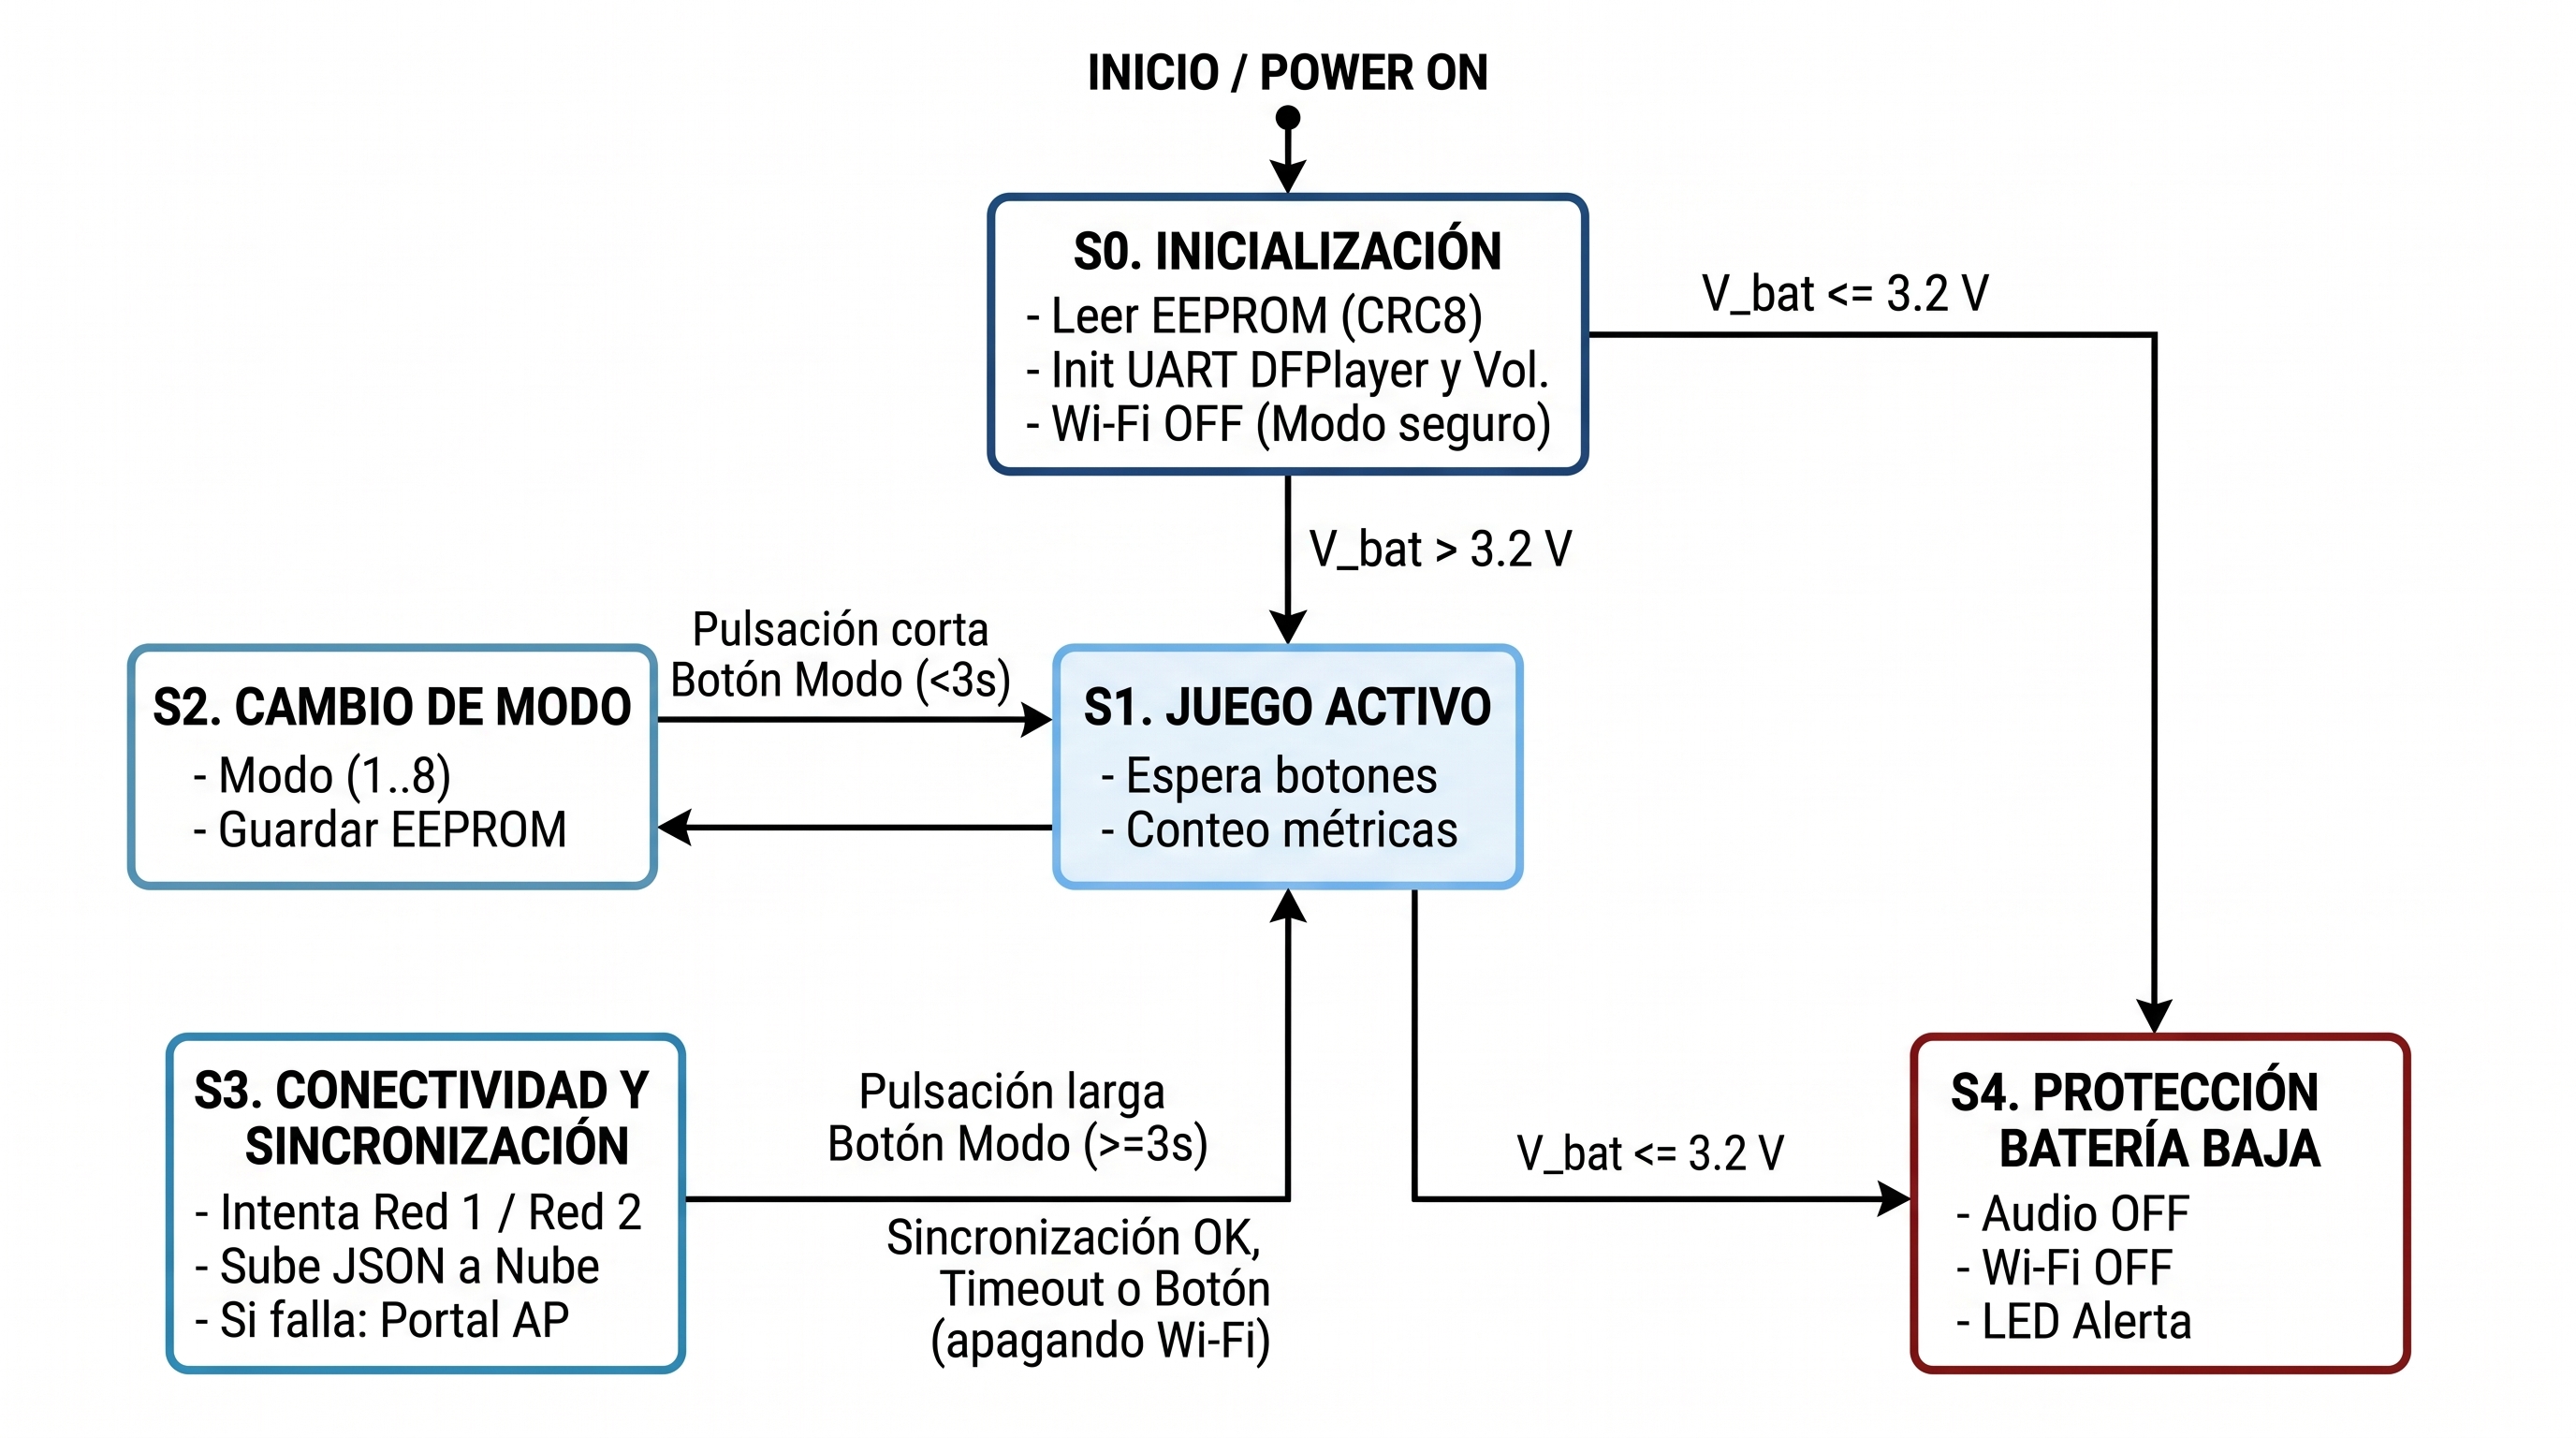 INICIO / POWER ON
S0. INICIALIZACIÓN
- Leer EEPROM (CRC8)
- Init UART DFPlayer y Vol.
- Wi-Fi OFF (Modo seguro)
V_bat <= 3.2 V
V_bat > 3.2 V
Pulsación corta
Botón Modo (<3s)
S2. CAMBIO DE MODO
- Modo (1..8)
- Guardar EEPROM
S1. JUEGO ACTIVO
- Espera botones
- Conteo métricas
S3. CONECTIVIDAD Y
SINCRONIZACIÓN
- Intenta Red 1 / Red 2
- Sube JSON a Nube
- Si falla: Portal AP
Pulsación larga
Botón Modo (>=3s)
Sincronización OK,
Timeout o Botón
(apagando Wi-Fi)
V_bat <= 3.2 V
S4. PROTECCIÓN
BATERÍA BAJA
- Audio OFF
- Wi-Fi OFF
- LED Alerta